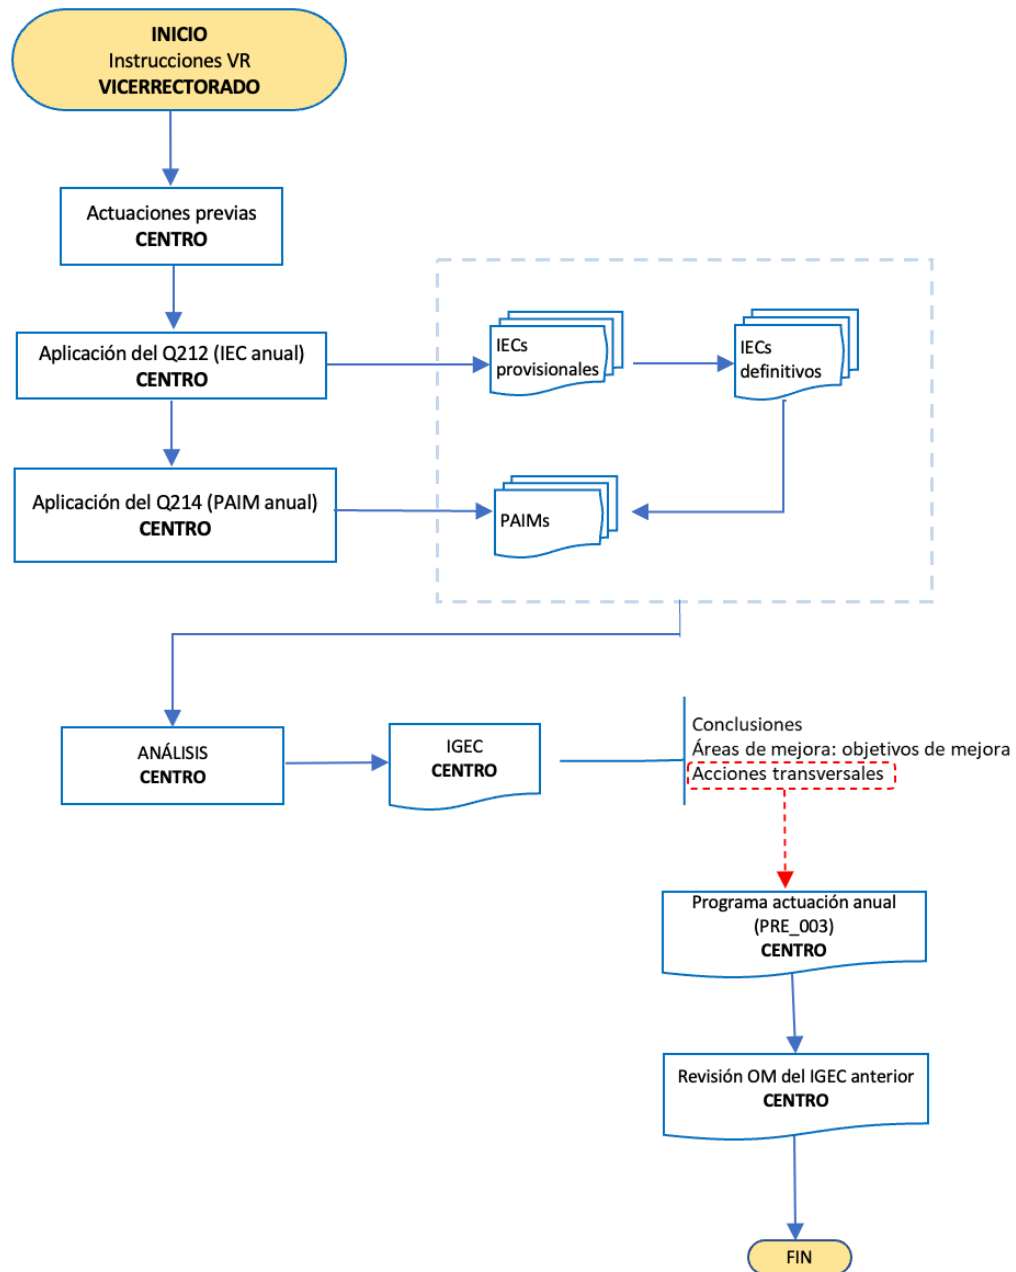 INICIO
Instrucciones VR
VICERRECTORADO
Actuaciones previas
CENTRO
Aplicación del Q212 (IEC anual)
CENTRO
IECs
provisionales
IECs
definitivos
Aplicación del Q214 (PAIM anual)
CENTRO
PAIMs
ANÁLISIS
CENTRO
IGEC
CENTRO
Conclusiones
Áreas de mejora: objetivos de mejora
Acciones transversales
Programa actuación anual
(PRE_003)
CENTRO
Revisión OM del IGEC anterior
CENTRO
FIN